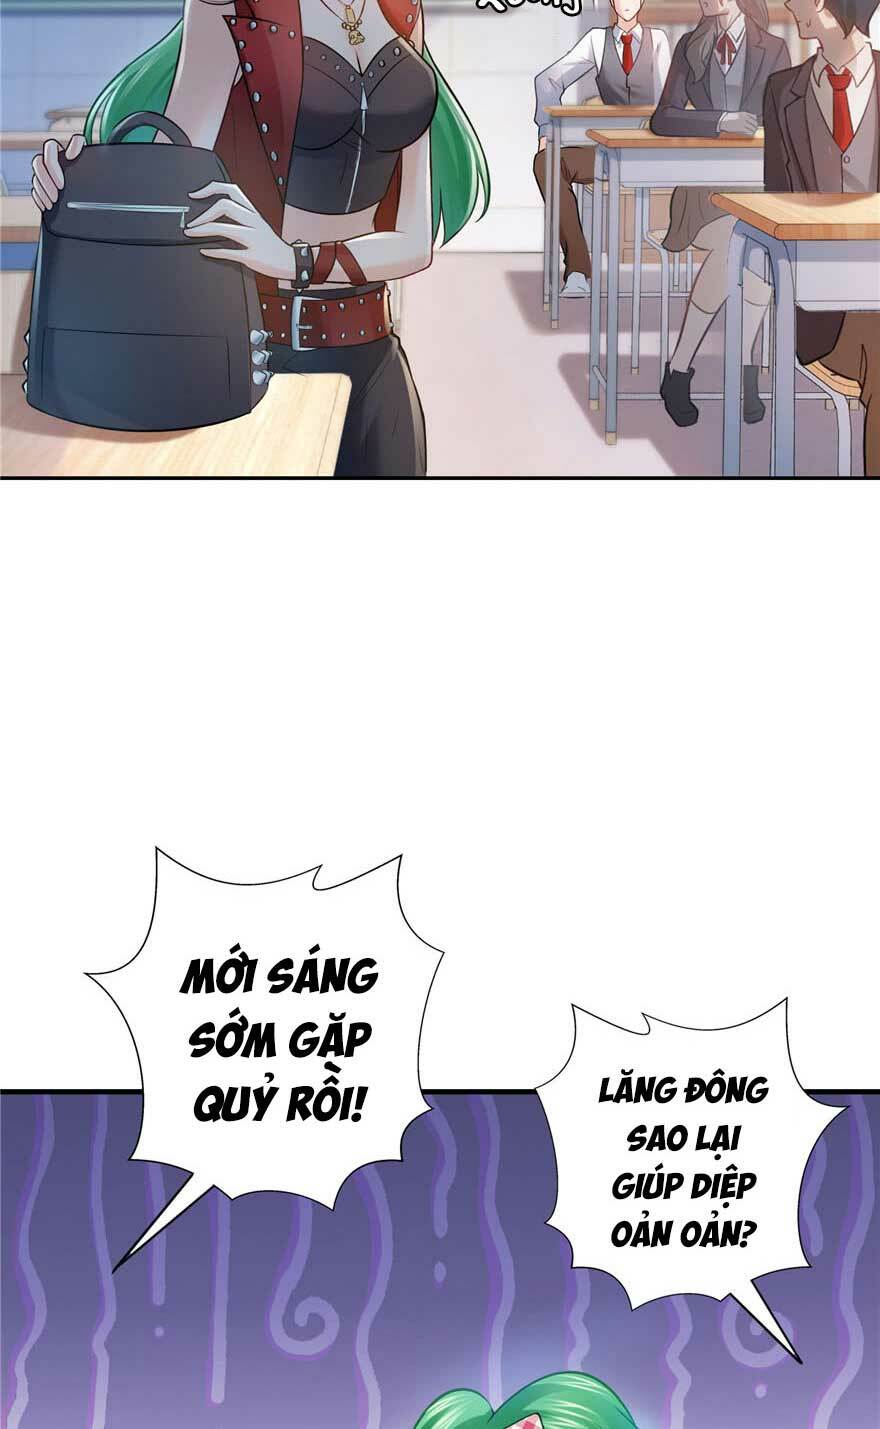 MỚI SÁNG
SỚM GẶP
QUỶ RỒI!
LĂNG ĐÔNG
SAO LẠI
GIÚP DIỆP
OẢN OẢN?